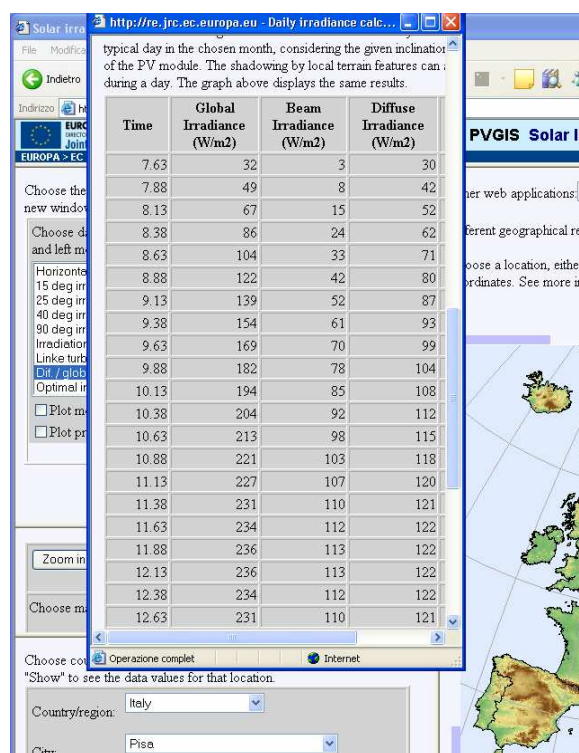 Solar irra
http://re.jrc.ec.europa.eu - Daily irradiance calc...
File Modifica
typical day in the chosen month, considering the given inclination
of the PV module. The shadowing by local terrain features can
during a day. The graph above displays the same results.
Indietro
Indirizzo
EUROPA > EC
PVGIS Solar I
Time Global Irradiance (W/m2) Beam Irradiance (W/m2) Diffuse Irradiance (W/m2)
7.63 32 3 30
7.88 49 8 42
8.13 67 15 52
8.38 86 24 62
8.63 104 33 71
8.88 122 42 80
9.13 139 52 87
9.38 154 61 93
9.63 169 70 99
9.88 182 78 104
10.13 194 85 108
10.38 204 92 112
10.63 213 98 115
10.88 221 103 118
11.13 227 107 120
11.38 231 110 121
11.63 234 112 122
11.88 236 113 122
12.13 236 113 122
12.38 234 112 122
12.63 231 110 121
Operazione complet Internet
Choose the
new window
Choose da
and left m
Horizonta
15 deg irr
25 deg irr
40 deg irr
90 deg irr
Irradiation
Linke turb
Dif. / glob
Optimal in
Plot m
Plot pr
Zoom in
Choose ma
her web applications:
ferent geographical re
oose a location, eithe
ordinates. See more i
Choose cou
"Show" to see the data values for that location.
Country/region: Italy
City: Pisa